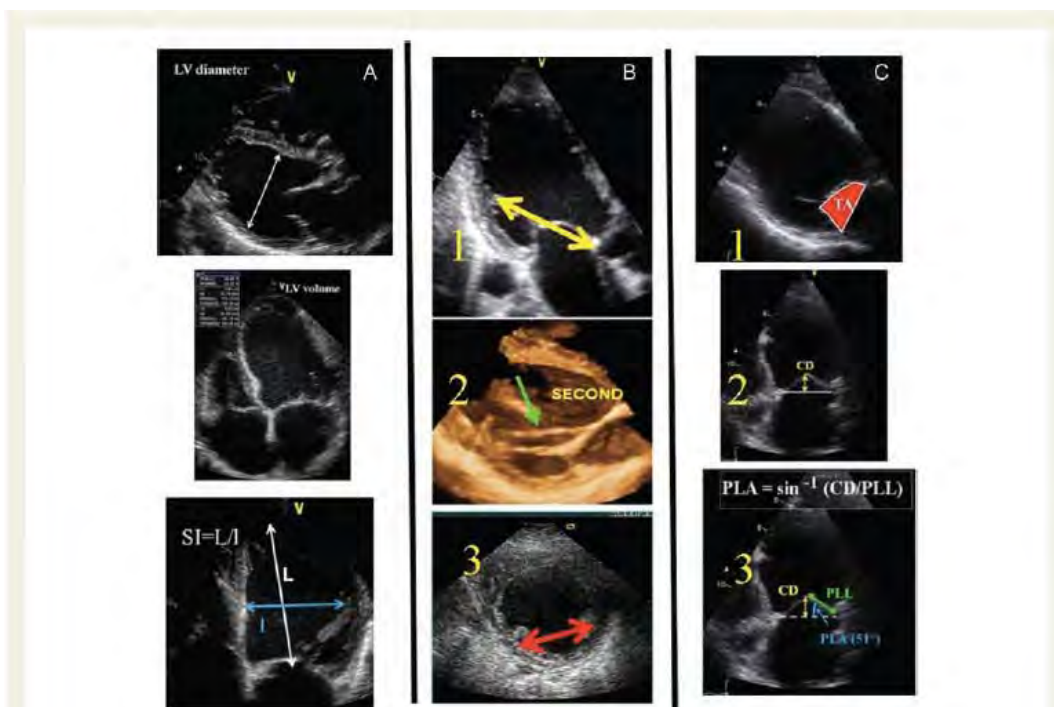 LV diameter
V
A
V
LV volume
V
SI=L/l
L
l
V
B
1
2
SECOND
3
C
1
TA
V
2
CD
PLA = sin -1 (CD/PLL)
3
CD
PLL
PLA (51°)